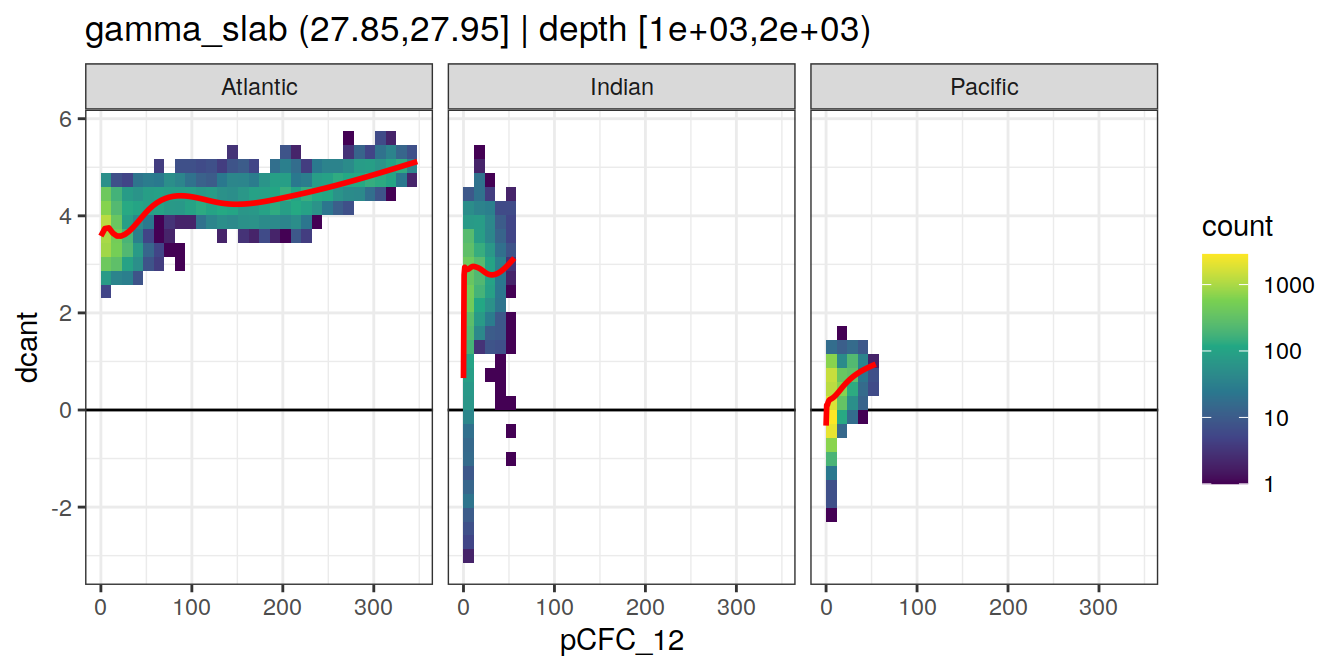 gamma_slab (27.85,27.95] | depth [1e+03,2e+03)
Atlantic
Indian
Pacific
dcant
6
4
2
0
-2
0 100 200 300
0 100 200 300
0 100 200 300
pCFC_12
count
1000
100
10
1